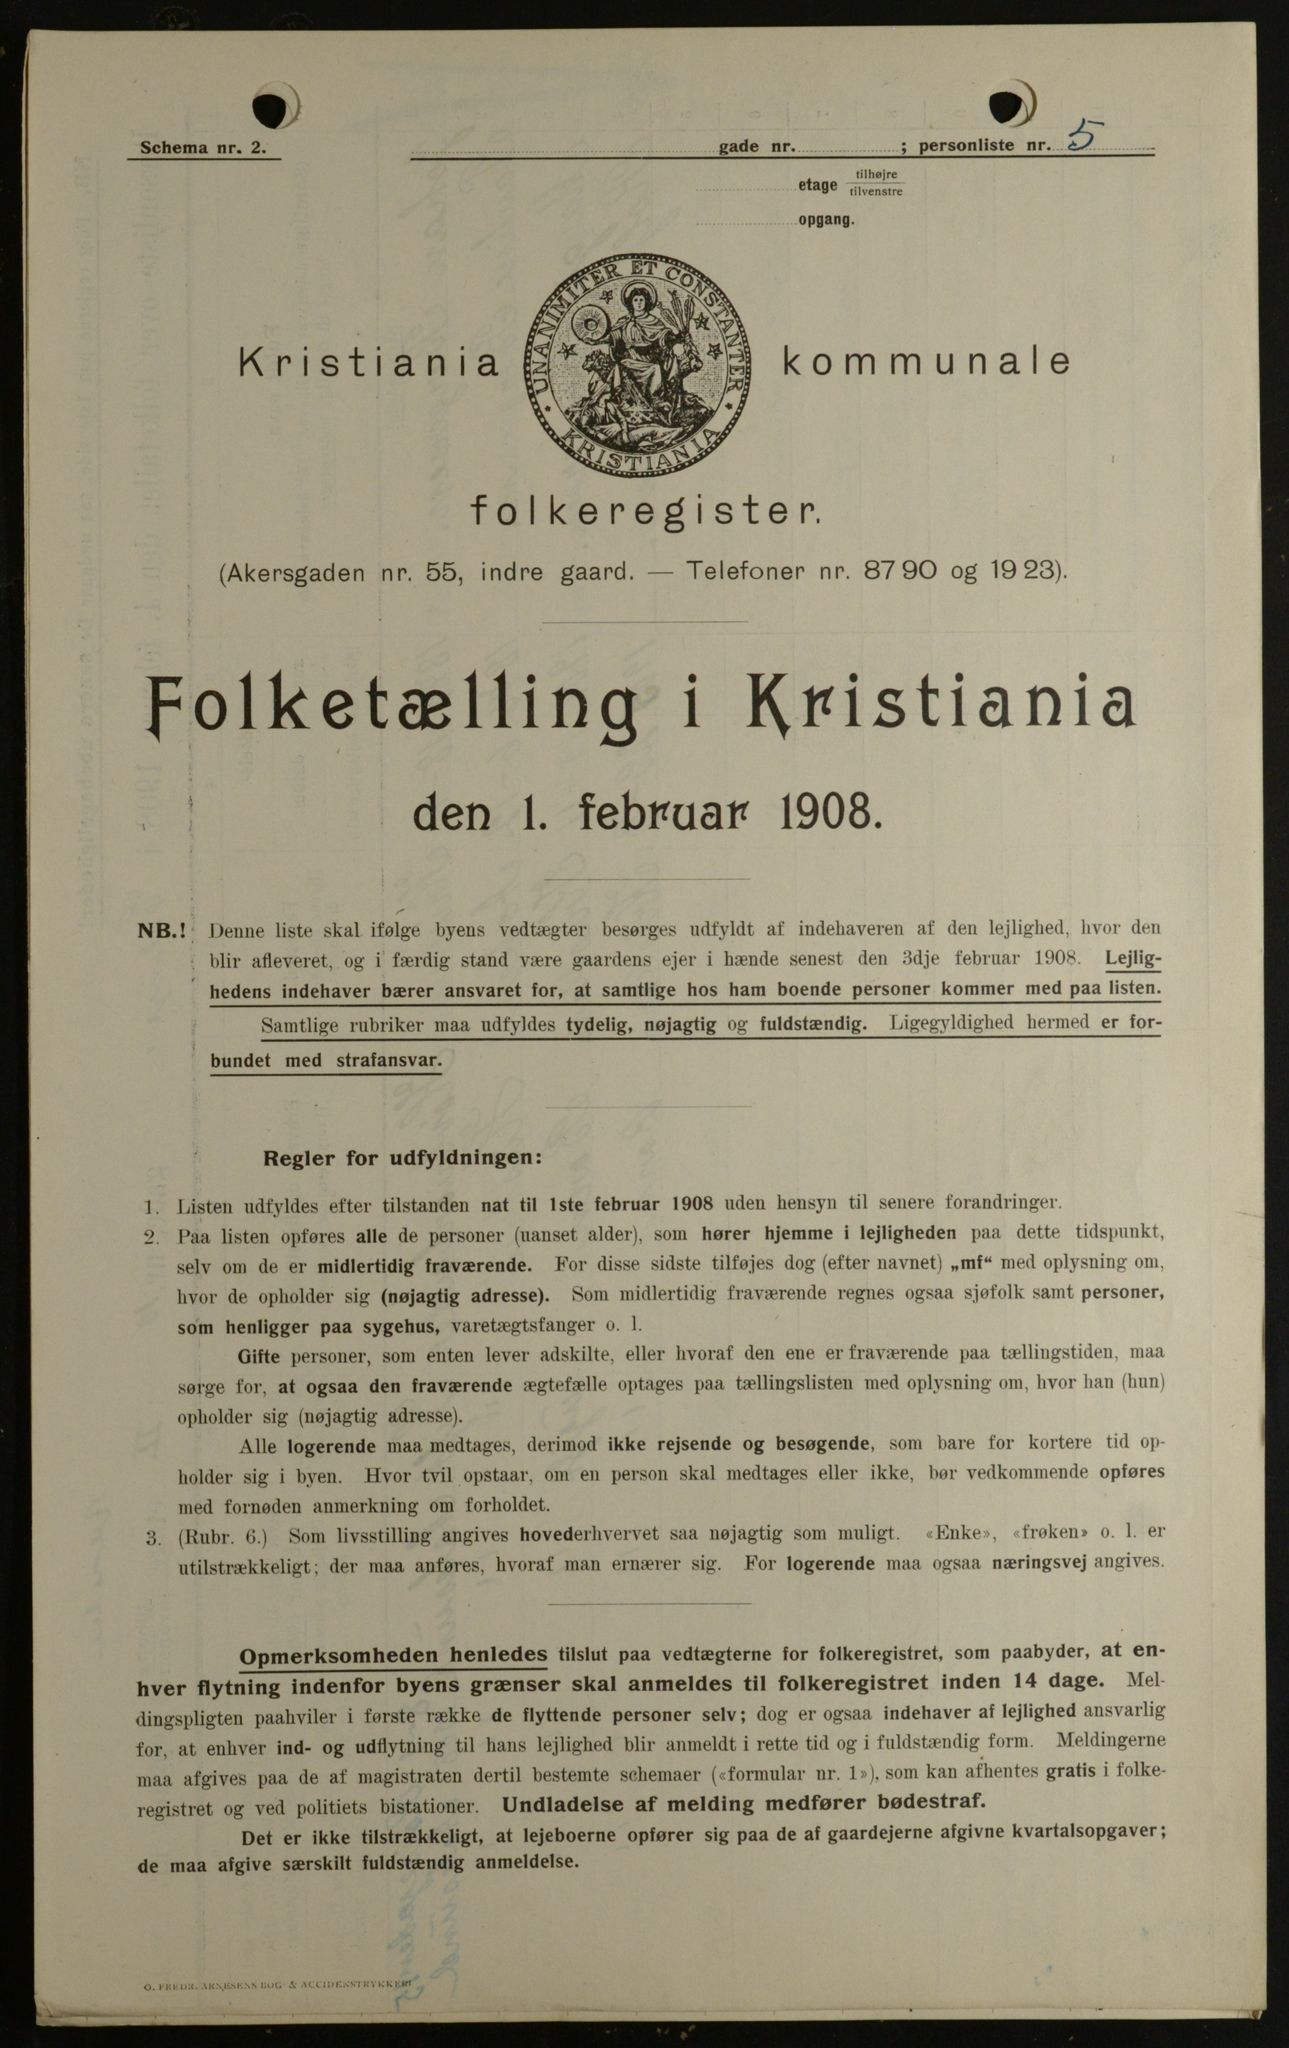 Schema nr. 2.
gade nr. ; personliste nr. 5
etage tilhøjre
tilvenstre
opgang.
UNANIMITER ET CONSTANTER
KRISTIANIA
Kristiania kommunale
folkeregister.
(Akersgaden nr. 55, indre gaard. — Telefoner nr. 8790 og 1923).
Folketælling i Kristiania
den 1. februar 1908.
NB.! Denne liste skal ifølge byens vedtægter besørges udfyldt af indehaveren af den lejlighed, hvor den
blir afleveret, og i færdig stand være gaardens ejer i hænde senest den 3dje februar 1908. Lejlig-
hedens indehaver bærer ansvaret for, at samtlige hos ham boende personer kommer med paa listen.
Samtlige rubriker maa udfyldes tydelig, nøjagtig og fuldstændig. Ligegyldighed hermed er for-
bundet med strafansvar.
Regler for udfyldningen:
1. Listen udfyldes efter tilstanden nat til 1ste februar 1908 uden hensyn til senere forandringer.
2. Paa listen opføres alle de personer (uanset alder), som hører hjemme i lejligheden paa dette tidspunkt,
selv om de er midlertidig fraværende. For disse sidste tilføjes dog (efter navnet) „mf“ med oplysning om,
hvor de opholder sig (nøjagtig adresse). Som midlertidig fraværende regnes ogsaa sjøfolk samt personer,
som henligger paa sygehus, varetægtsfanger o. l.
Gifte personer, som enten lever adskilte, eller hvoraf den ene er fraværende paa tællingstiden, maa
sørge for, at ogsaa den fraværende ægtefælle optages paa tællingslisten med oplysning om, hvor han (hun)
opholder sig (nøjagtig adresse).
Alle logerende maa medtages, derimod ikke rejsende og besøgende, som bare for kortere tid op-
holder sig i byen. Hvor tvil opstaar, om en person skal medtages eller ikke, bør vedkommende opføres
med fornøden anmerkning om forholdet.
3. (Rubr. 6.) Som livsstilling angives hovederhvervet saa nøjagtig som muligt. «Enke», «frøken» o. l. er
utilstrækkeligt; der maa anføres, hvoraf man ernærer sig. For logerende maa ogsaa næringsvej angives.
Opmerksomheden henledes tilslut paa vedtægterne for folkeregistret, som paabyder, at en-
hver flytning indenfor byens grænser skal anmeldes til folkeregistret inden 14 dage. Mel-
dingspligten paahviler i første række de flyttende personer selv; dog er ogsaa indehaver af lejlighed ansvarlig
for, at enhver ind- og udflytning til hans lejlighed blir anmeldt i rette tid og i fuldstændig form. Meldingerne
maa afgives paa de af magistraten dertil bestemte schemaer («formular nr. 1»), som kan afhentes gratis i folke-
registret og ved politiets bistationer. Undladelse af melding medfører bødestraf.
Det er ikke tilstrækkeligt, at lejeboerne opfører sig paa de af gaardejerne afgivne kvartalsopgaver;
de maa afgive særskilt fuldstændig anmeldelse.
O. FREDR. ARNESENS BOG- & ACCIDENSTRYKKERI